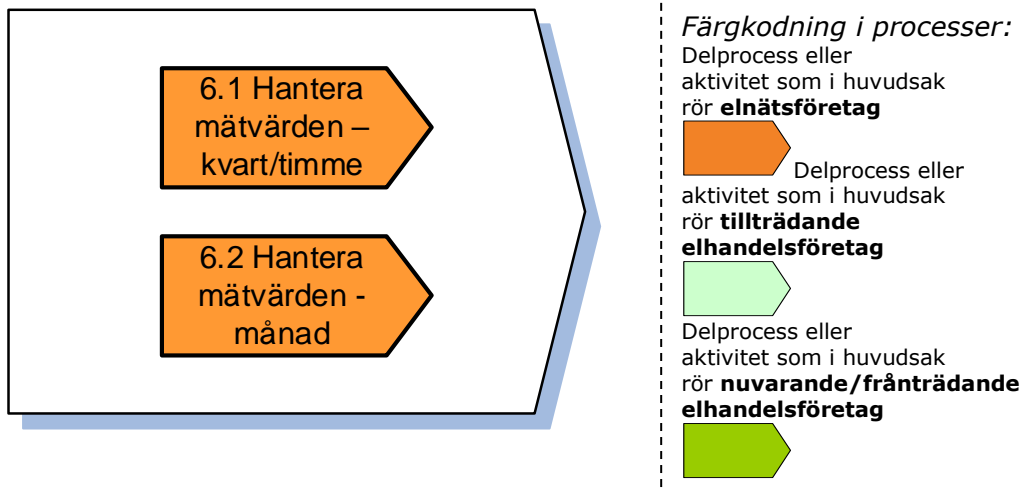 6.1 Hantera
mätvärden –
kvart/timme
6.2 Hantera
mätvärden -
månad
Färgkodning i processer:
Delprocess eller
aktivitet som i huvudsak
rör elnätsföretag
Delprocess eller
aktivitet som i huvudsak
rör tillträdande
elhandelsföretag
Delprocess eller
aktivitet som i huvudsak
rör nuvarande/frånträdande
elhandelsföretag